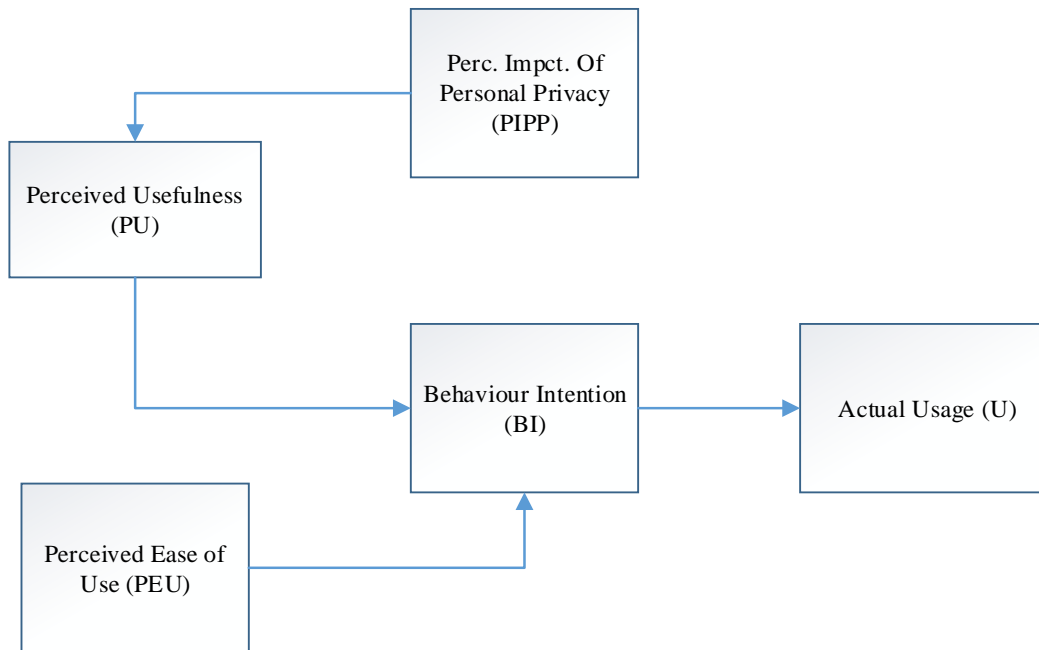 Perc. Impct. Of
Personal Privacy
(PIPP)
Perceived Usefulness
(PU)
Behaviour Intention
(BI)
Actual Usage (U)
Perceived Ease of
Use (PEU)